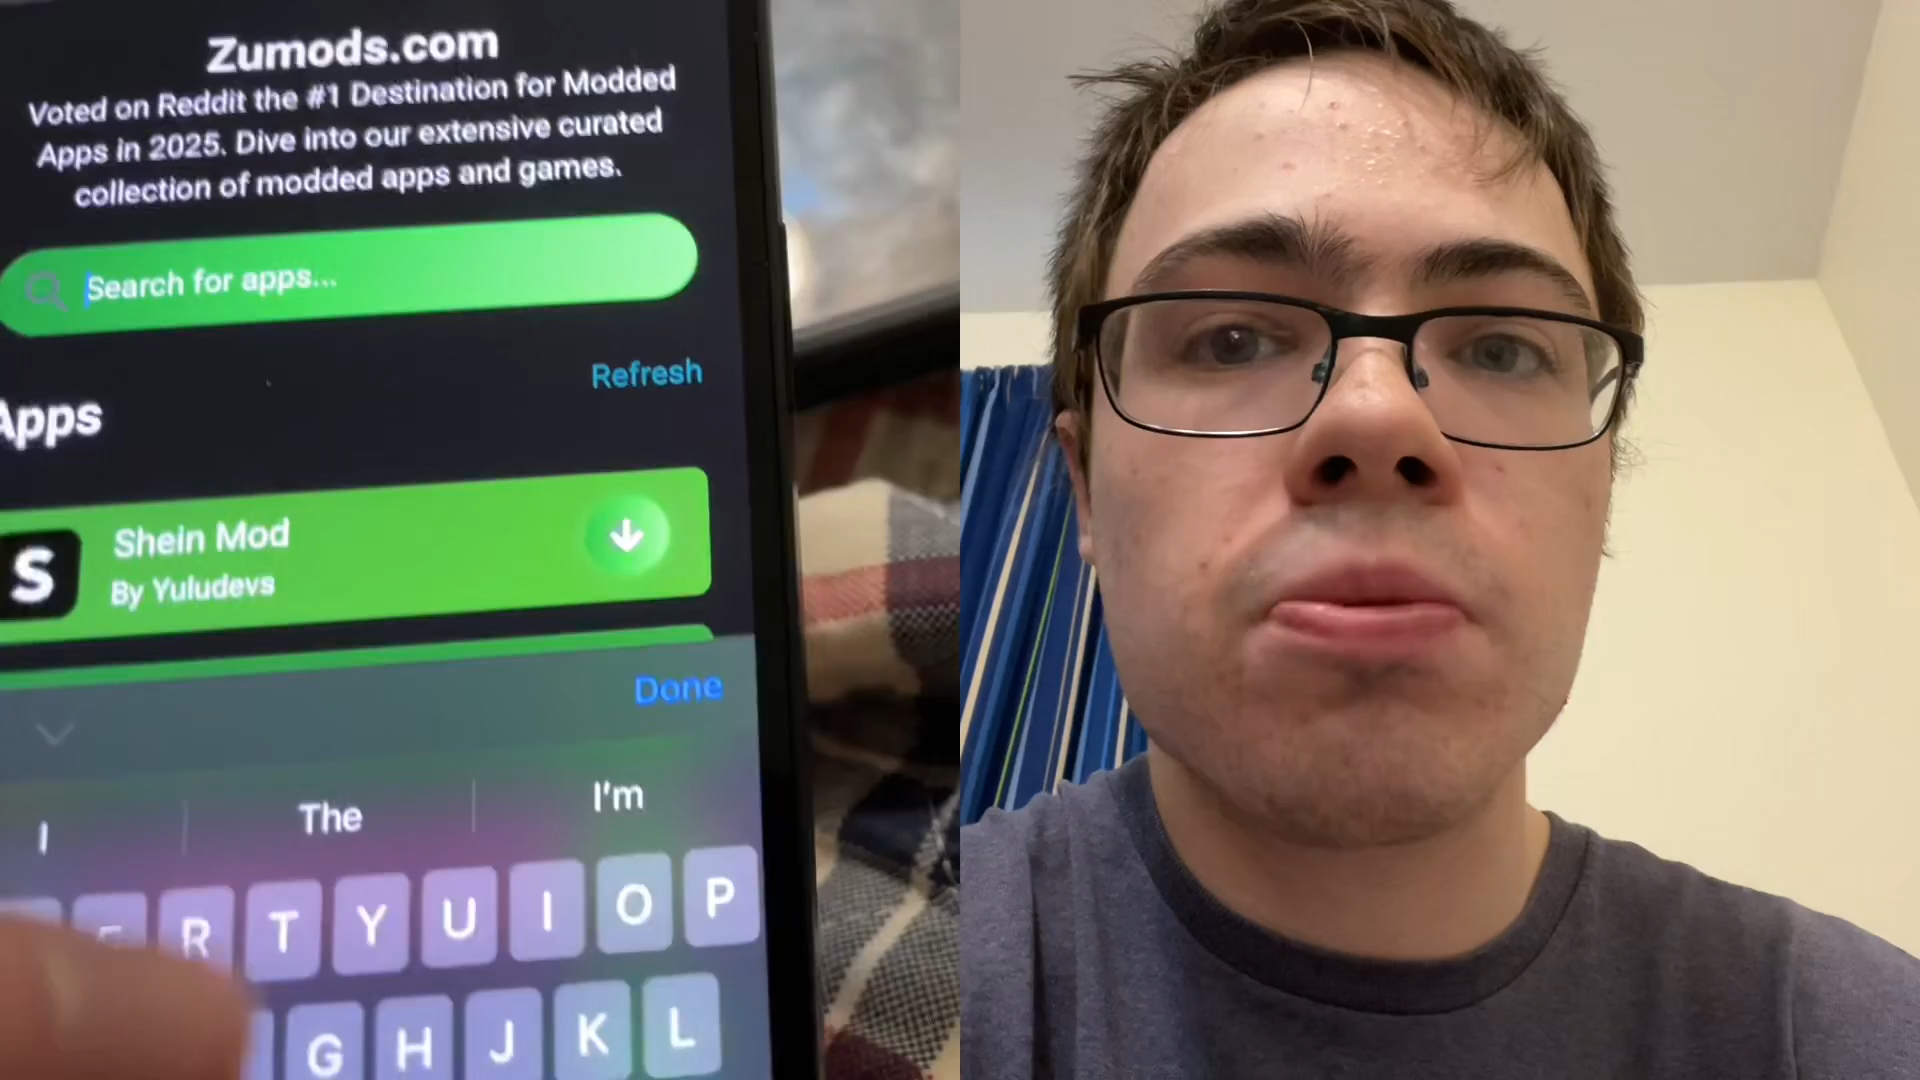 Zumods.com
Voted on Reddit the #1 Destination for Modded
Apps in 2025. Dive into our extensive curated
collection of modded apps and games.
Search for apps...
Refresh
Apps
S
Shein Mod
By Yuludevs
Done
I The I'm
R T Y U I O P
G H J K L